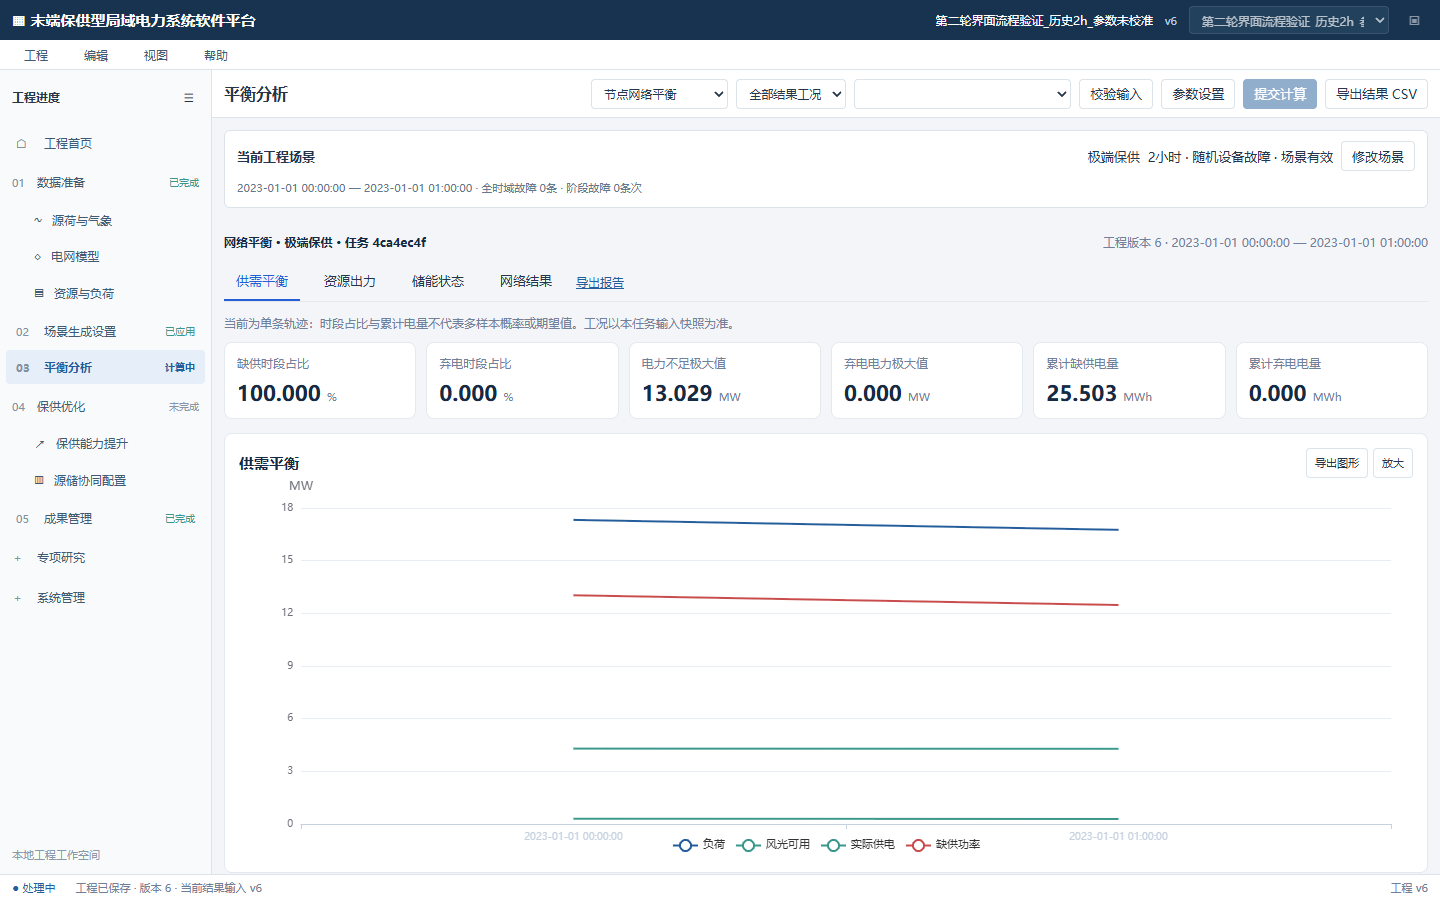 末端保供型局域电力系统软件平台
第二轮界面流程验证_历史2h_参数未校准 v6 第二轮界面流程验证_历史2h
工程 编辑 视图 帮助
工程进度
工程首页
01 数据准备 已完成
源荷与气象
电网模型
资源与负荷
02 场景生成设置 已应用
03 平衡分析 计算中
04 保供优化 未完成
保供能力提升
源储协同配置
05 成果管理 已完成
+ 专项研究
+ 系统管理
本地工程工作空间
平衡分析 节点网络平衡 全部结果工况 校验输入 参数设置 提交计算 导出结果 CSV
当前工程场景 极端保供 2小时 · 随机设备故障 · 场景有效 修改场景
2023-01-01 00:00:00 — 2023-01-01 01:00:00 · 全时域故障 0条 · 阶段故障 0条次
网络平衡 • 极端保供 • 任务 4ca4ec4f 工程版本 6 · 2023-01-01 00:00:00 — 2023-01-01 01:00:00
供需平衡 资源出力 储能状态 网络结果 导出报告
当前为单条轨迹：时段占比与累计电量不代表多样本概率或期望值。工况以本任务输入快照为准。
缺供时段占比
100.000 %
弃电时段占比
0.000 %
电力不足极大值
13.029 MW
弃电电力极大值
0.000 MW
累计缺供电量
25.503 MWh
累计弃电电量
0.000 MWh
供需平衡 导出图形 放大
MW
18
15
12
9
6
3
0
2023-01-01 00:00:00 2023-01-01 01:00:00
负荷 风光可用 实际供电 缺供功率
处理中 工程已保存 · 版本 6 · 当前结果输入 v6 工程 v6